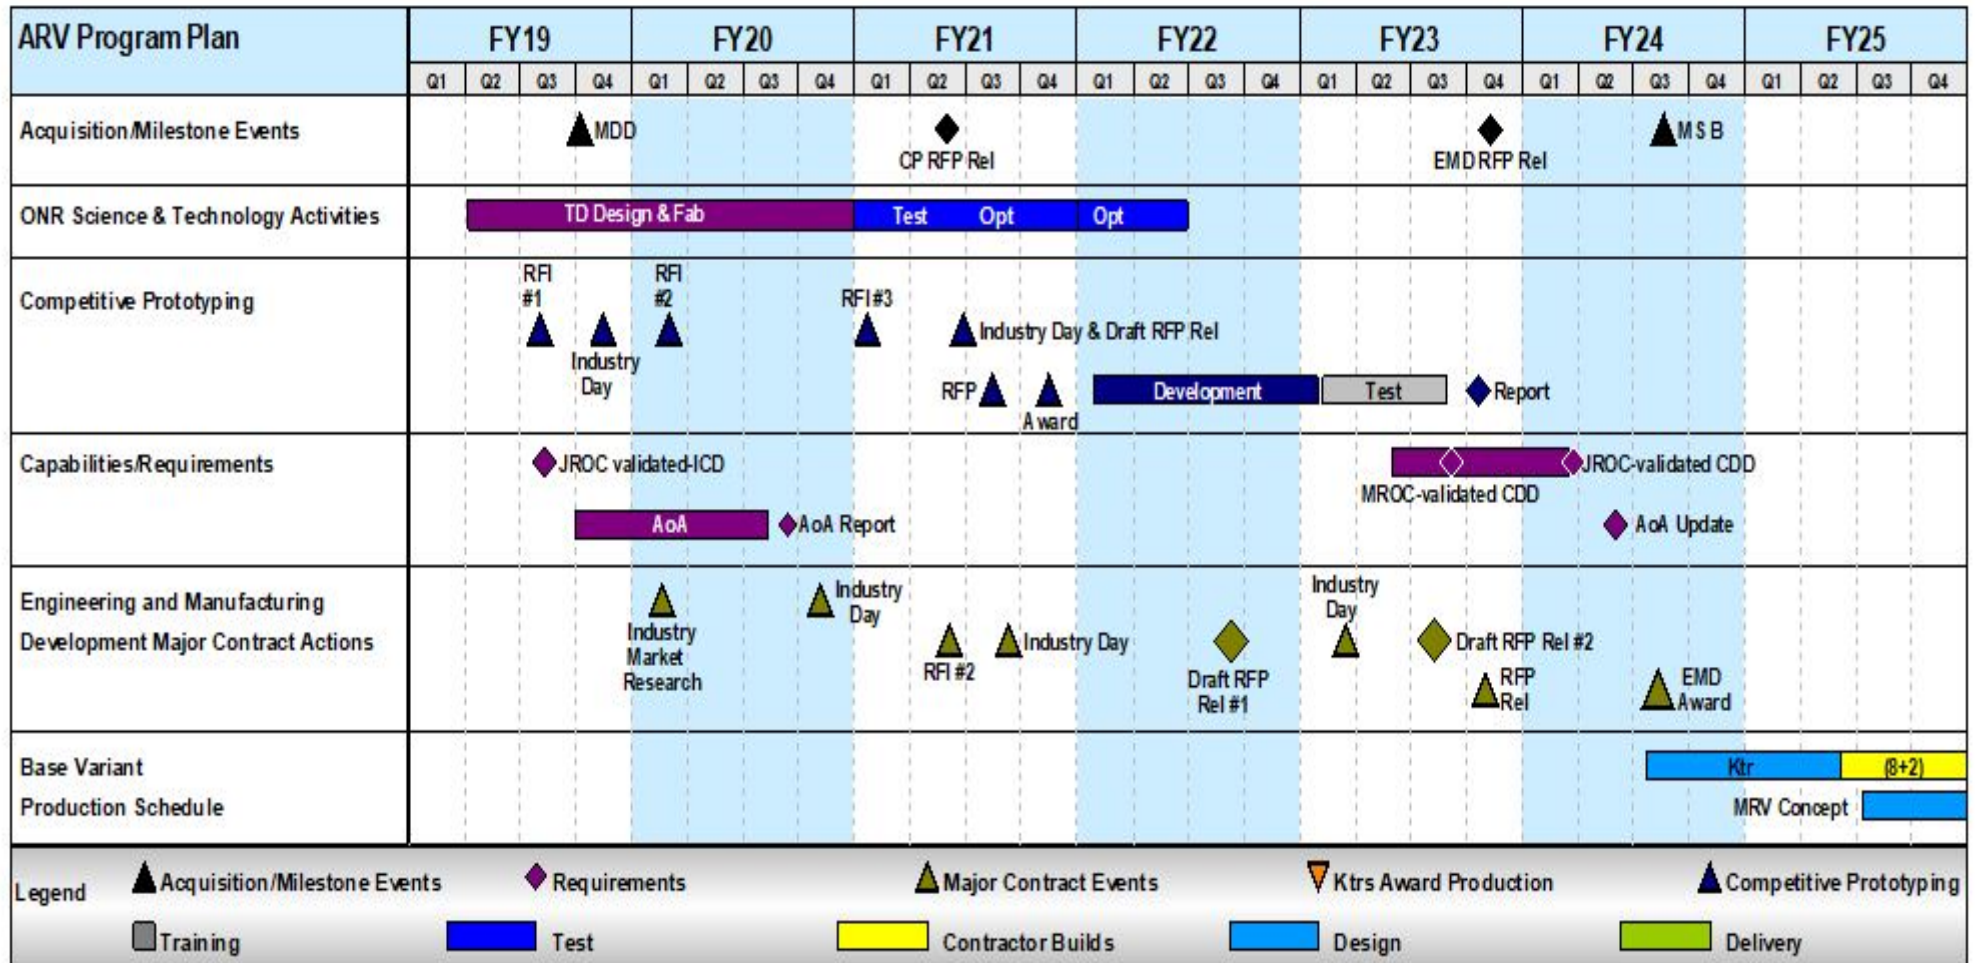 ARV Program Plan
FY19 FY20 FY21 FY22 FY23 FY24 FY25
Q1 Q2 Q3 Q4 Q1 Q2 Q3 Q4 Q1 Q2 Q3 Q4 Q1 Q2 Q3 Q4 Q1 Q2 Q3 Q4 Q1 Q2 Q3 Q4 Q1 Q2 Q3 Q4
Acquisition/Milestone Events
MDD
CP RFP Rel
EMD RFP Rel
M S B
ONR Science & Technology Activities
TD Design & Fab
Test
Opt
Opt
Competitive Prototyping
RFI
#1
Industry
Day
RFI
#2
RFI #3
Industry Day & Draft RFP Rel
RFP
Award
Development
Test
Report
Capabilities/Requirements
JROC validated-ICD
MROC-validated CDD
JROC-validated CDD
AoA
AoA Report
AoA Update
Engineering and Manufacturing
Development Major Contract Actions
Industry
Market
Research
Industry
Day
RFI #2
Industry Day
Draft RFP
Rel #1
Industry
Day
Draft RFP Rel #2
RFP
Rel
EMD
Award
Base Variant
Production Schedule
Ktr
(8+2)
MRV Concept
Legend
Acquisition/Milestone Events
Requirements
Major Contract Events
Ktrs Award Production
Competitive Prototyping
Training
Test
Contractor Builds
Design
Delivery